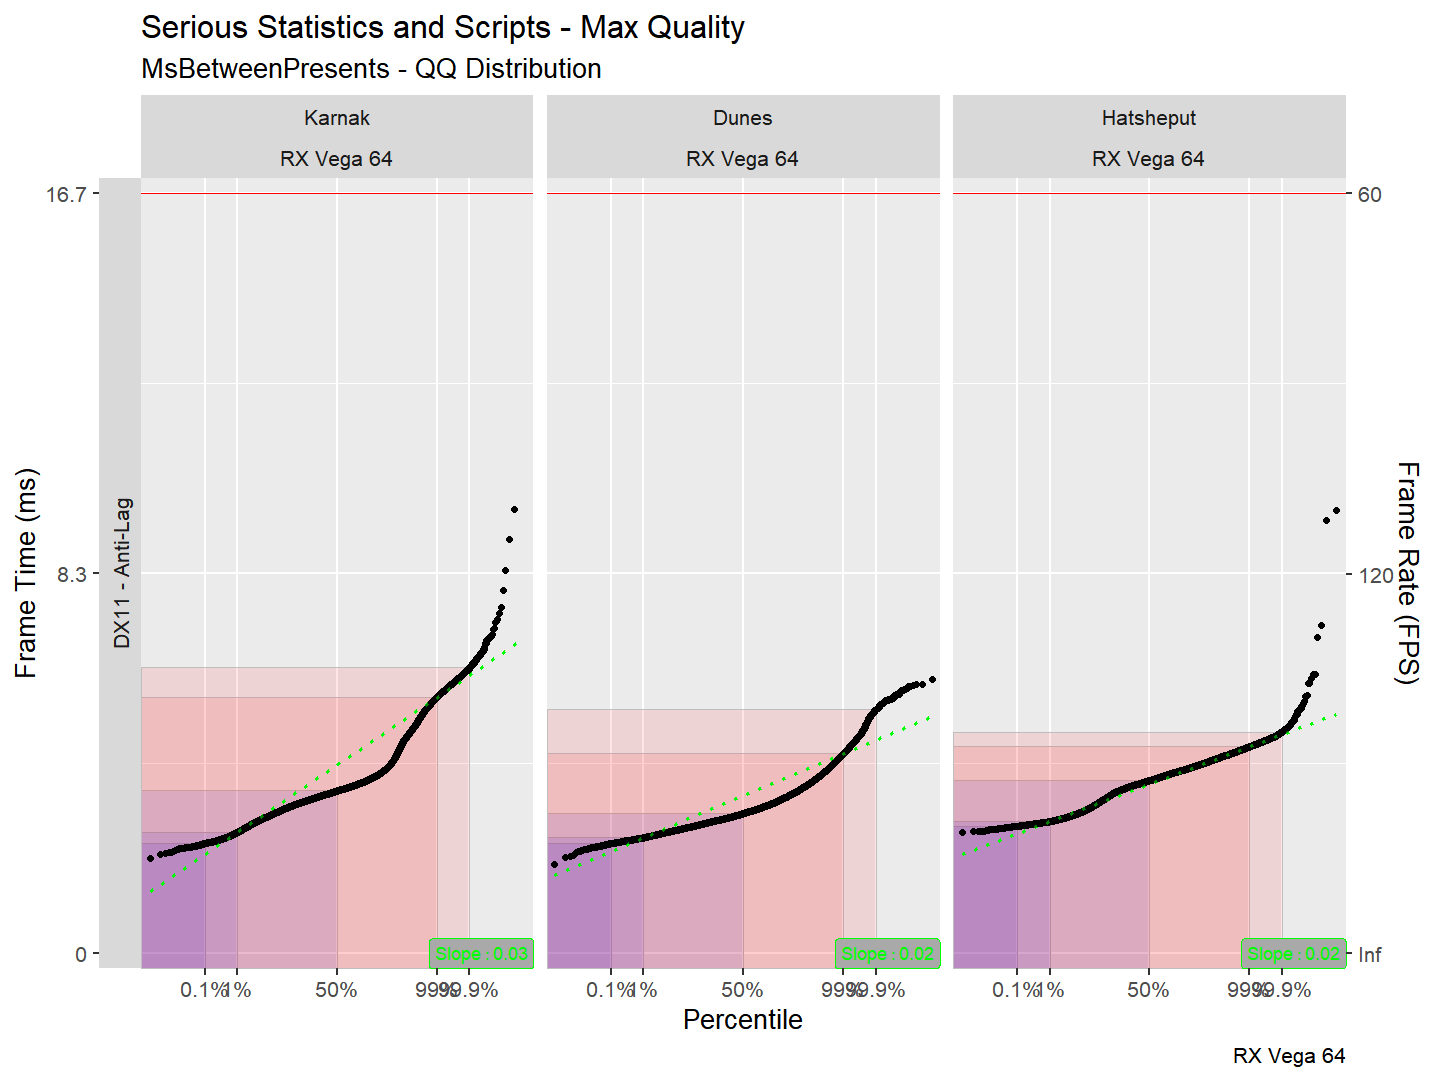 Serious Statistics and Scripts - Max Quality
MsBetweenPresents - QQ Distribution
Karnak
RX Vega 64
Dunes
RX Vega 64
Hatsheput
RX Vega 64
DX11 - Anti-Lag
Frame Time (ms)
16.7
8.3
0
Frame Rate (FPS)
60
120
Inf
Slope : 0.03
Slope : 0.02
Slope : 0.02
0.1% 1% 50% 99% 99.9%
0.1% 1% 50% 99% 99.9%
0.1% 1% 50% 99% 99.9%
Percentile
RX Vega 64